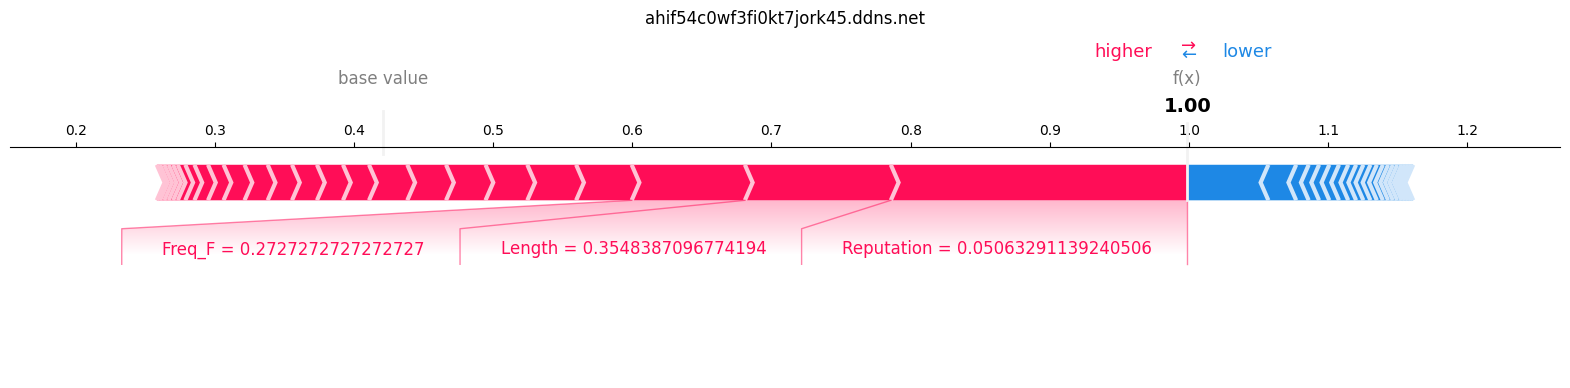 ahif54c0wf3fi0kt7jork45.ddns.net
higher → ← lower
base value f(x)
1.00
0.2 0.3 0.4 0.5 0.6 0.7 0.8 0.9 1.0 1.1 1.2
Freq_F = 0.2727272727272727 Length = 0.3548387096774194 Reputation = 0.05063291139240506